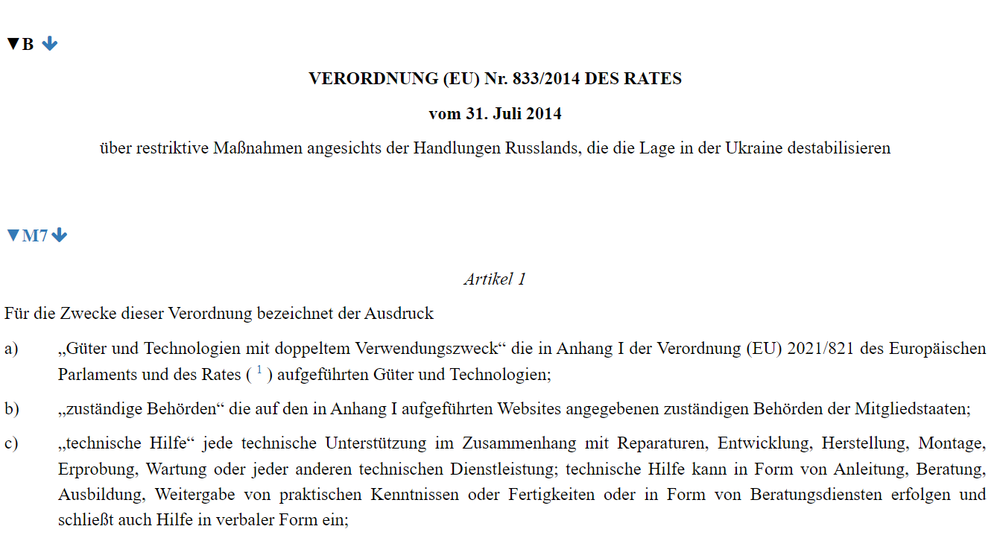 ▼B
VERORDNUNG (EU) Nr. 833/2014 DES RATES
vom 31. Juli 2014
über restriktive Maßnahmen angesichts der Handlungen Russlands, die die Lage in der Ukraine destabilisieren
▼M7
Artikel 1
Für die Zwecke dieser Verordnung bezeichnet der Ausdruck
a) „Güter und Technologien mit doppeltem Verwendungszweck“ die in Anhang I der Verordnung (EU) 2021/821 des Europäischen
Parlaments und des Rates ( 1 ) aufgeführten Güter und Technologien;
b) „zuständige Behörden“ die auf den in Anhang I aufgeführten Websites angegebenen zuständigen Behörden der Mitgliedstaaten;
c) „technische Hilfe“ jede technische Unterstützung im Zusammenhang mit Reparaturen, Entwicklung, Herstellung, Montage,
Erprobung, Wartung oder jeder anderen technischen Dienstleistung; technische Hilfe kann in Form von Anleitung, Beratung,
Ausbildung, Weitergabe von praktischen Kenntnissen oder Fertigkeiten oder in Form von Beratungsdiensten erfolgen und
schließt auch Hilfe in verbaler Form ein;